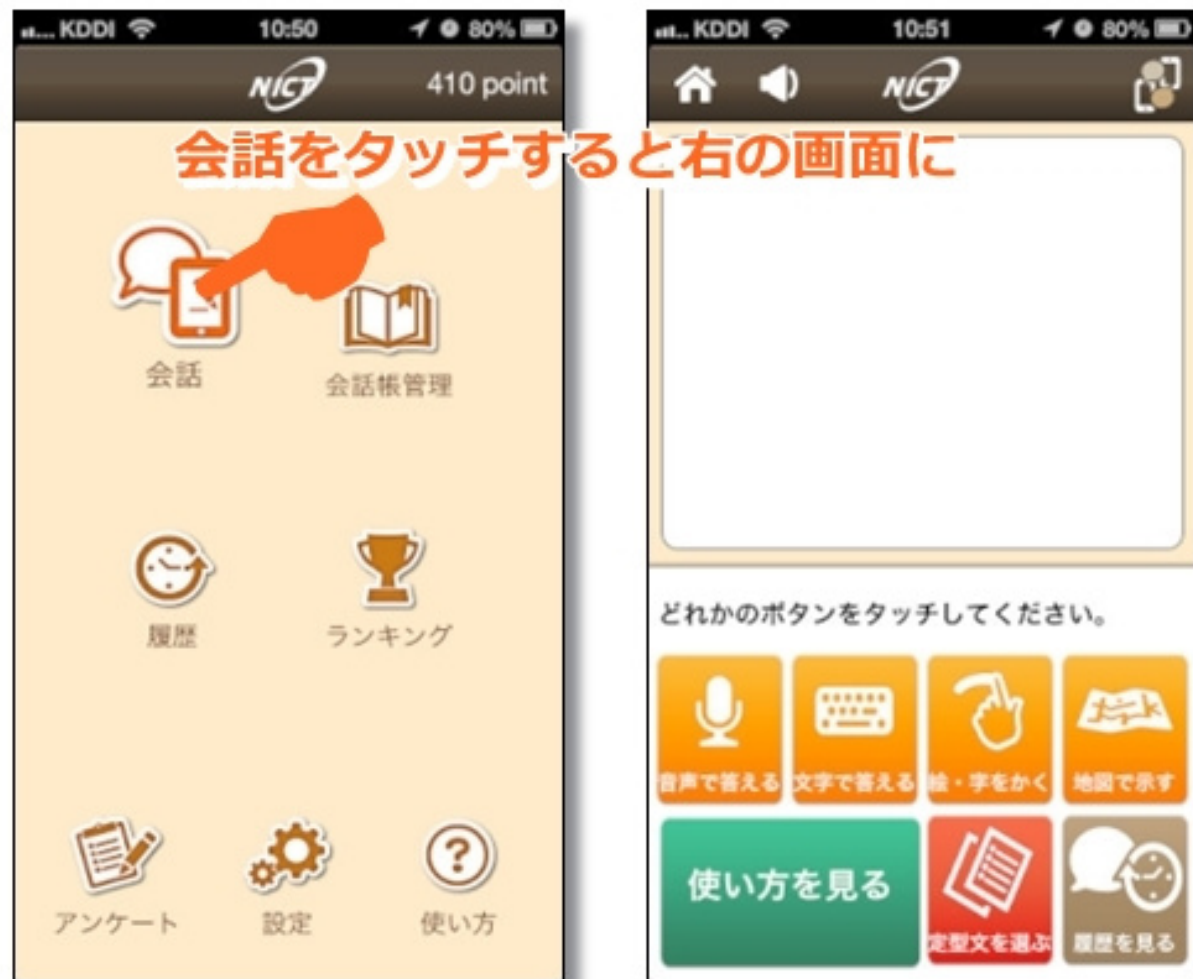 KDDI 10:50 80%
NICT 410 point
会話をタッチすると右の画面に
会話 会話帳管理
履歴 ランキング
アンケート 設定 使い方
KDDI 10:51 80%
NICT
どれかのボタンをタッチしてください。
音声で答える 文字で答える 絵・字をかく 地図で示す
使い方を見る 定型文を選ぶ 履歴を見る